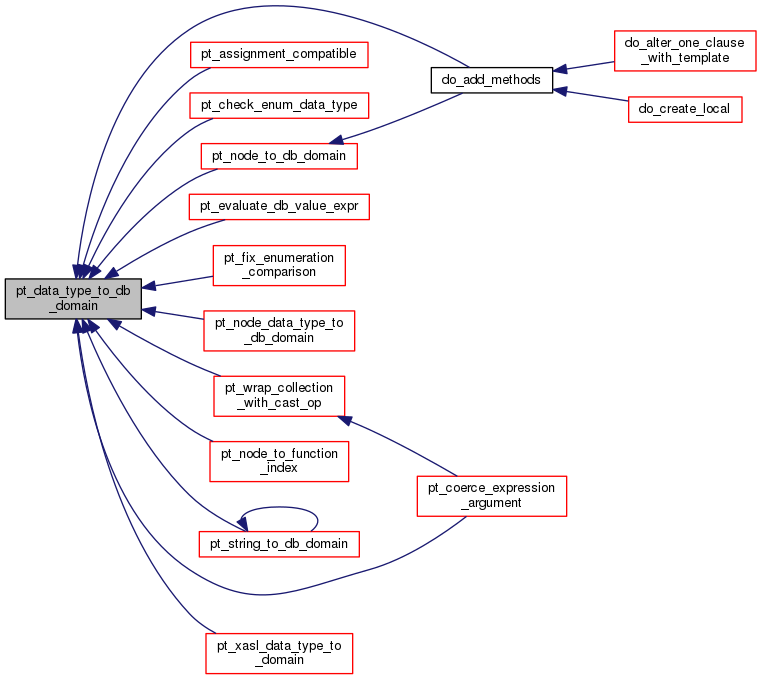 pt_assignment_compatible
pt_check_enum_data_type
pt_node_to_db_domain
pt_evaluate_db_value_expr
pt_fix_enumeration
_comparison
pt_data_type_to_db
_domain
pt_node_data_type_to
_db_domain
pt_wrap_collection
_with_cast_op
pt_node_to_function
_index
pt_string_to_db_domain
pt_xasl_data_type_to
_domain
do_add_methods
pt_coerce_expression
_argument
do_alter_one_clause
_with_template
do_create_local